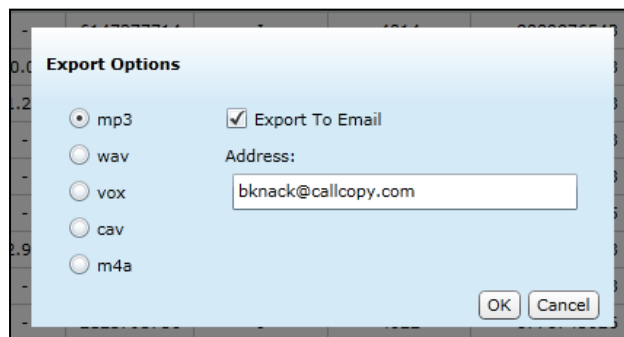 Export Options
mp3
Export To Email
wav
Address:
vox
bknack@callcopy.com
cav
m4a
OK Cancel